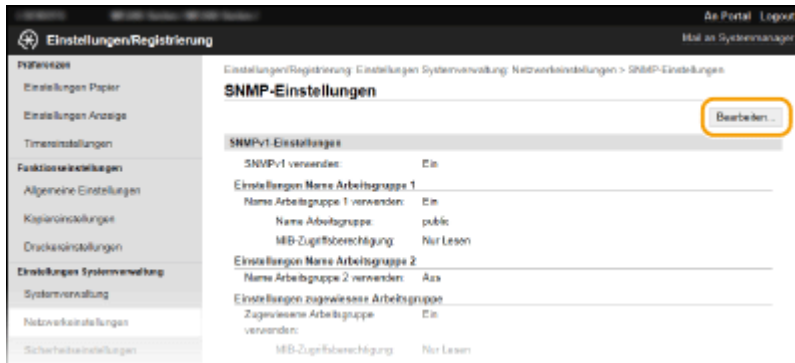 An Portal Logout
Einstellungen/Registrierung
Mail an Systemmanager
Präferenzen
Einstellungen Papier
Einstellungen Anzeige
Timereinstellungen
Funktionseinstellungen
Allgemeine Einstellungen
Kopiereinstellungen
Druckereinstellungen
Einstellungen Systemverwaltung
Systemverwaltung
Netzwerkeinstellungen
Sicherheitseinstellungen
Einstellungen/Registrierung: Einstellungen Systemverwaltung: Netzwerkeinstellungen > SNMP-Einstellungen
SNMP-Einstellungen
Bearbeiten...
SNMPv1-Einstellungen
SNMPv1 verwenden: Ein
Einstellungen Name Arbeitsgruppe 1
Name Arbeitsgruppe 1 verwenden: Ein
Name Arbeitsgruppe: public
MIB-Zugriffsberechtigung: Nur Lesen
Einstellungen Name Arbeitsgruppe 2
Name Arbeitsgruppe 2 verwenden: Aus
Einstellungen zugewiesene Arbeitsgruppe
Zugewiesene Arbeitsgruppe Ein
verwenden:
MIB-Zugriffsberechtigung: Nur Lesen